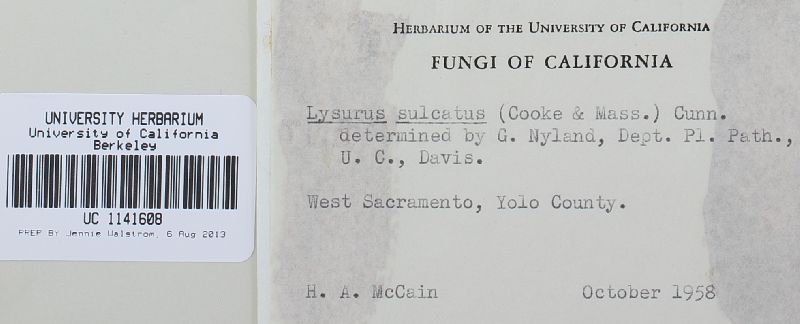 HERBARIUM OF THE UNIVERSITY OF CALIFORNIA
FUNGI OF CALIFORNIA
Lysurus sulcatus (Cooke & Mass.) Cunn.
determined by G. Nyland, Dept. Pl. Path.,
U. C., Davis.
West Sacramento, Yolo County.
H. A. McCain October 1958
UNIVERSITY HERBARIUM
University of California
Berkeley
UC 1141608
PREP BY Jennie Walstrom, 6 Aug 2013